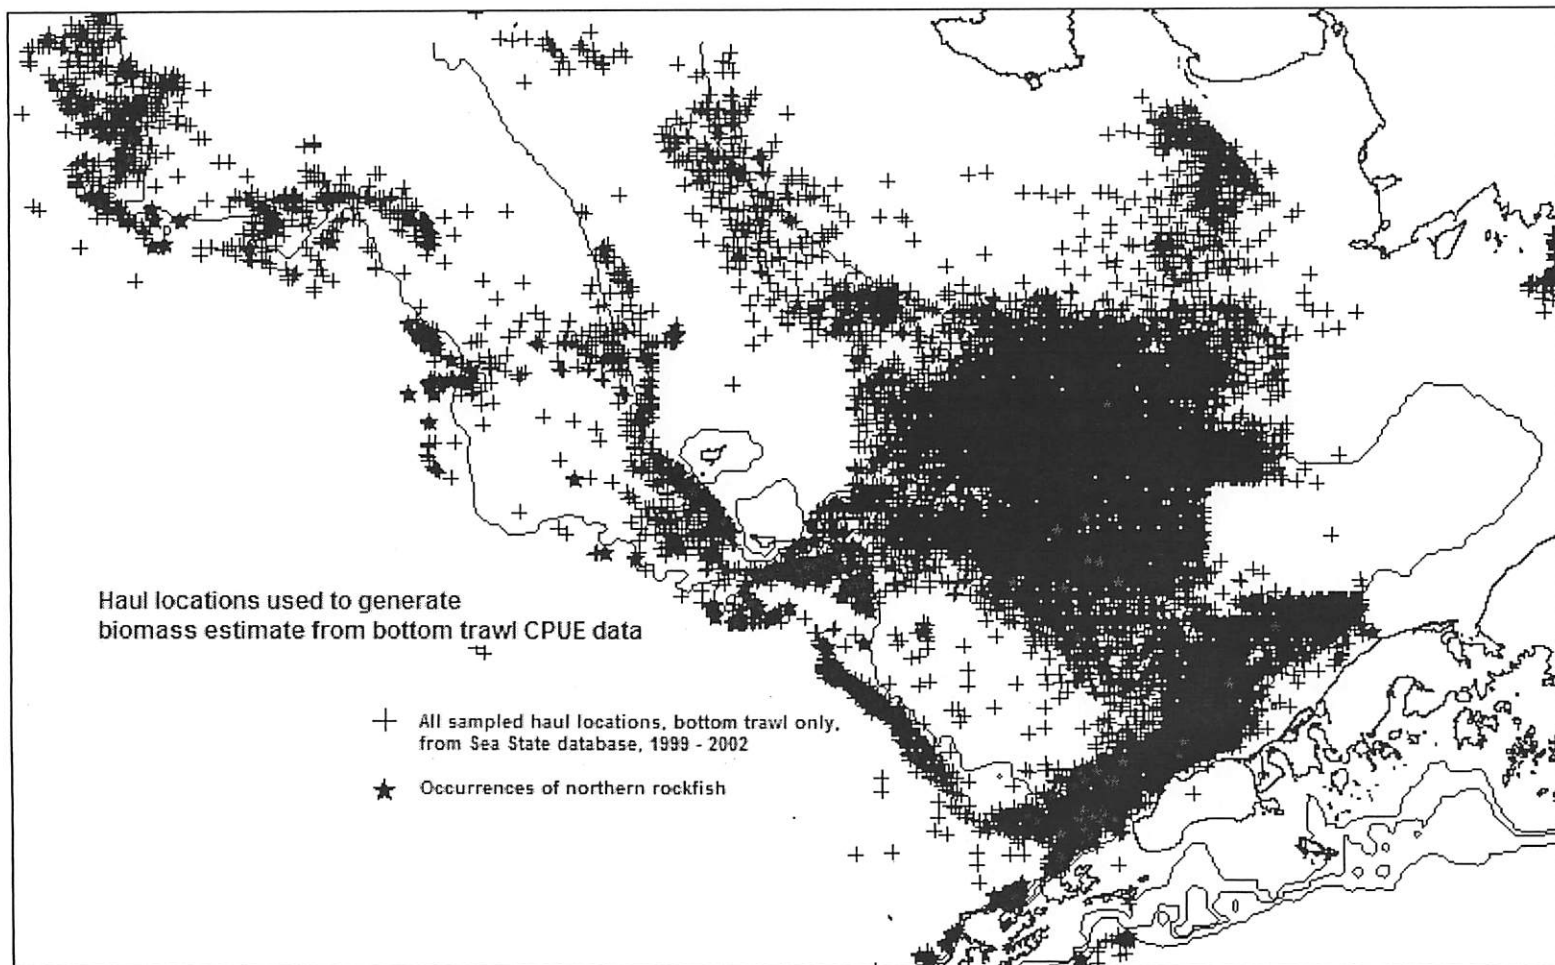 Haul locations used to generate
biomass estimate from bottom trawl CPUE data
All sampled haul locations, bottom trawl only,
from Sea State database, 1999 - 2002
Occurrences of northern rockfish